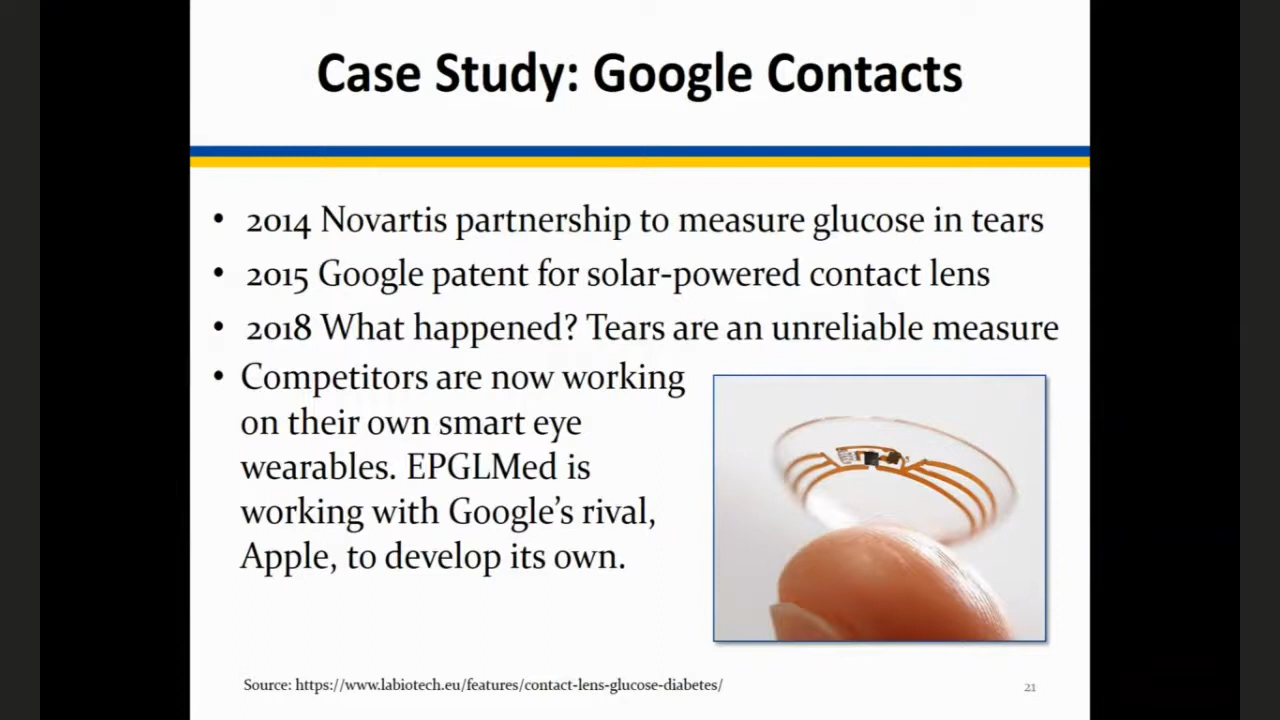 Case Study: Google Contacts
• 2014 Novartis partnership to measure glucose in tears
• 2015 Google patent for solar-powered contact lens
• 2018 What happened? Tears are an unreliable measure
• Competitors are now working
on their own smart eye
wearables. EPGLMed is
working with Google’s rival,
Apple, to develop its own.
Source: https://www.labiotech.eu/features/contact-lens-glucose-diabetes/
21